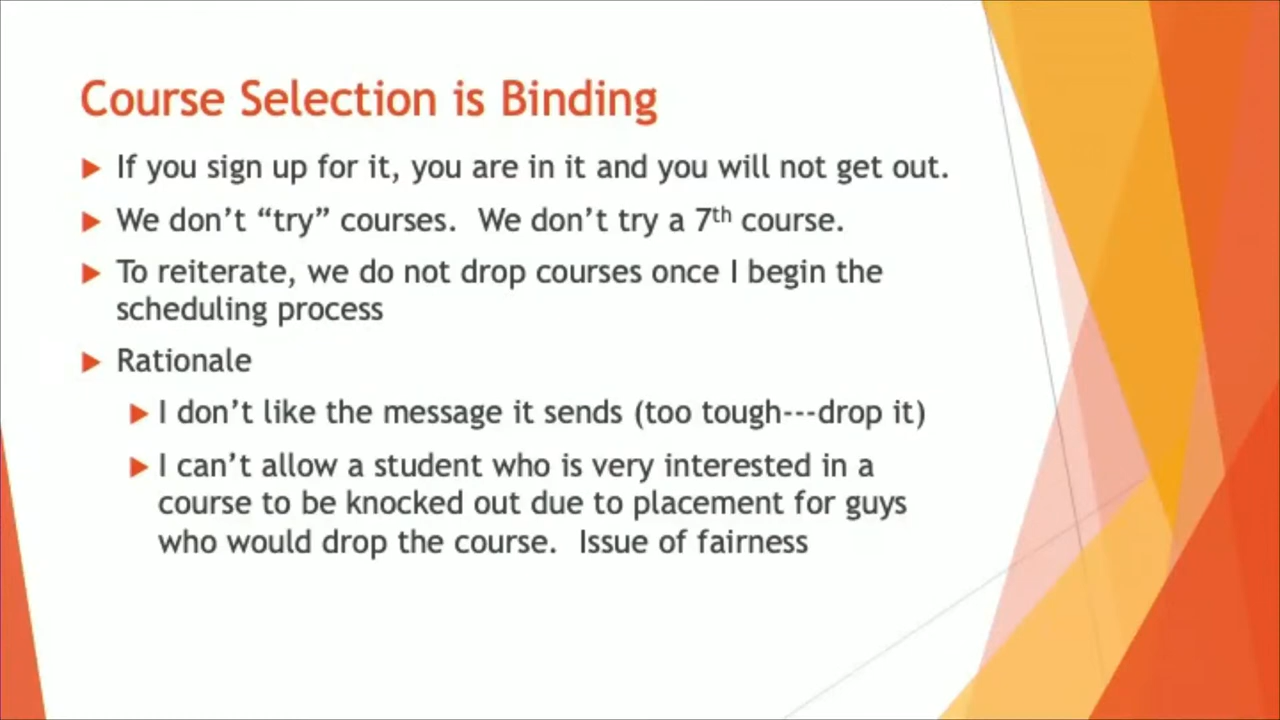 Course Selection is Binding
If you sign up for it, you are in it and you will not get out.
We don’t “try” courses.  We don’t try a 7th course.
To reiterate, we do not drop courses once I begin the
scheduling process
Rationale
I don’t like the message it sends (too tough---drop it)
I can’t allow a student who is very interested in a
course to be knocked out due to placement for guys
who would drop the course.  Issue of fairness